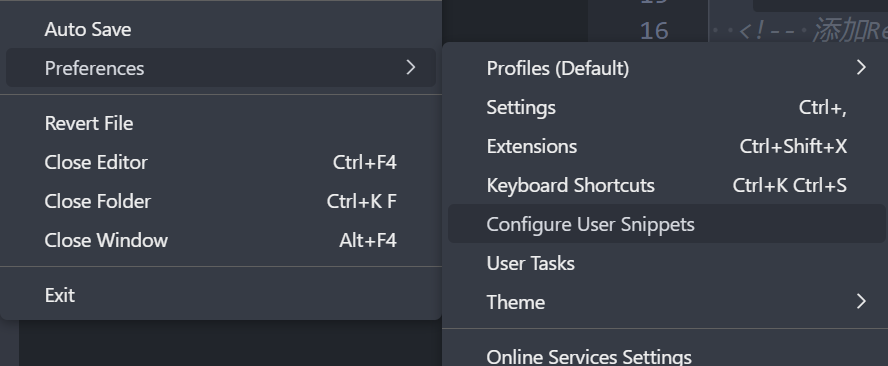 Auto Save
Preferences
Revert File
Close Editor Ctrl+F4
Close Folder Ctrl+K F
Close Window Alt+F4
Exit
16 <!-- 添加Re
Profiles (Default)
Settings Ctrl+,
Extensions Ctrl+Shift+X
Keyboard Shortcuts Ctrl+K Ctrl+S
Configure User Snippets
User Tasks
Theme
Online Services Settings